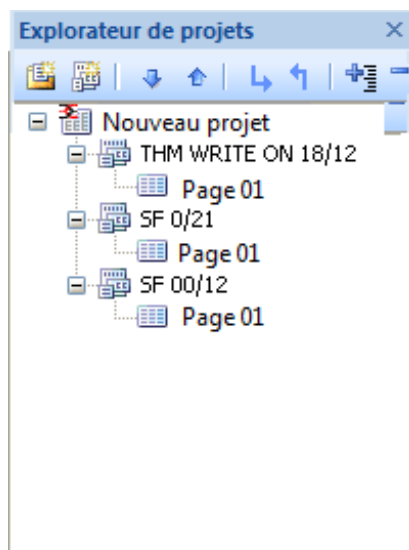 Explorateur de projets
Nouveau projet
THM WRITE ON 18/12
Page 01
SF 0/21
Page 01
SF 00/12
Page 01